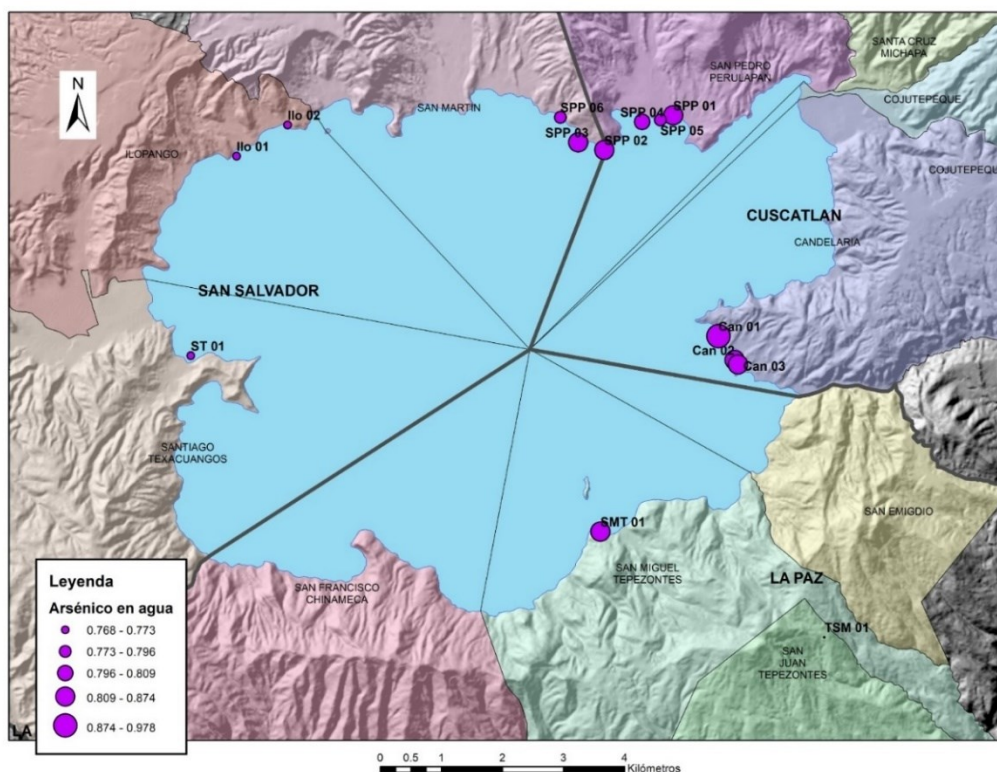 SANTA CRUZ
MICHAPA
SAN PEDRO
PERULAPAN
COJUTEPEQUE
N
SAN MARTIN
SPP 06
SPP 04
SPP 01
SPP 05
SPP 03
SPP 02
Ilo 02
Ilo 01
ILOPANGO
COJUTEPEQU
CUSCATLAN
CANDELARIA
SAN SALVADOR
Can 01
Can 02
Can 03
ST 01
SANTIAGO
TEXACUANGOS
SAN EMIGDIO
SMT 01
SAN MIGUEL
TEPEZONTES
LA PAZ
SAN FRANCISCO
CHINAMECA
TSM 01
SAN
JUAN
TEPEZONTES
Leyenda
Arsénico en agua
0.768 - 0.773
0.773 - 0.796
0.796 - 0.809
0.809 - 0.874
0.874 - 0.978
LA
0 0.5 1 2 3 4
Kilómetros